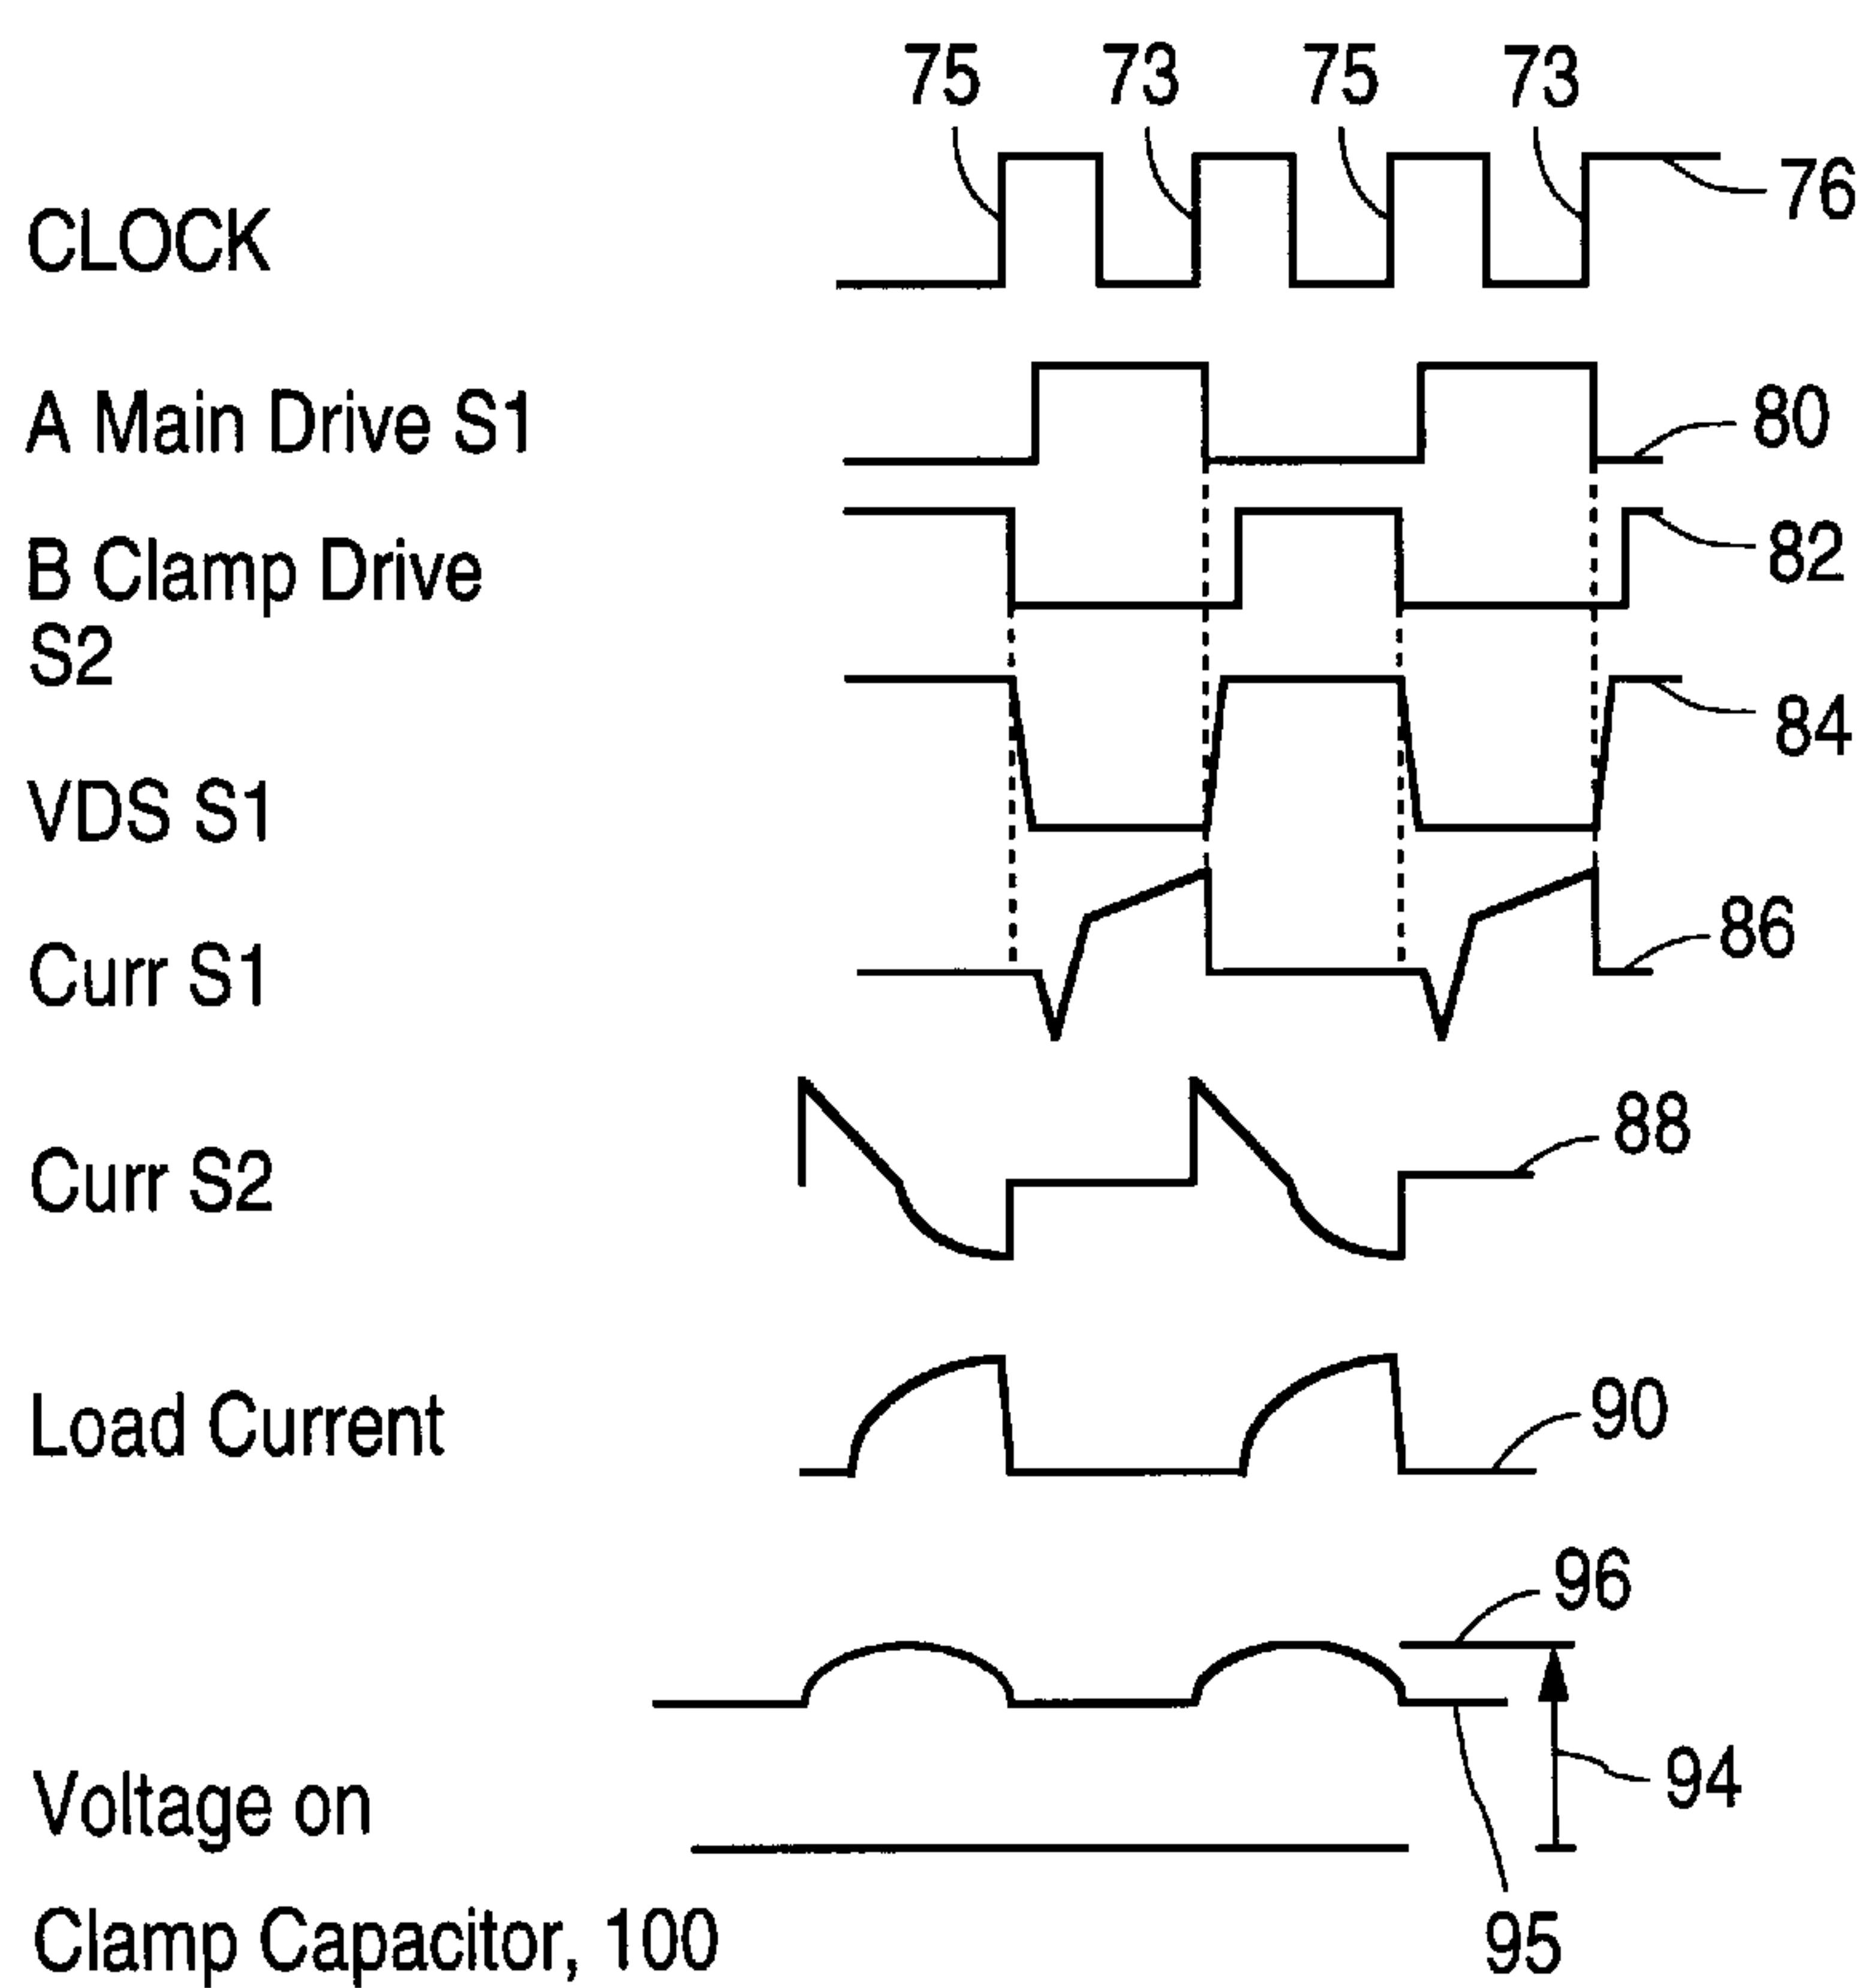 75 73 75 73
76
CLOCK
A Main Drive S1
80
B Clamp Drive
S2
82
84
VDS S1
Curr S1
86
Curr S2
88
Load Current
90
96
94
Voltage on
Clamp Capacitor, 100
95